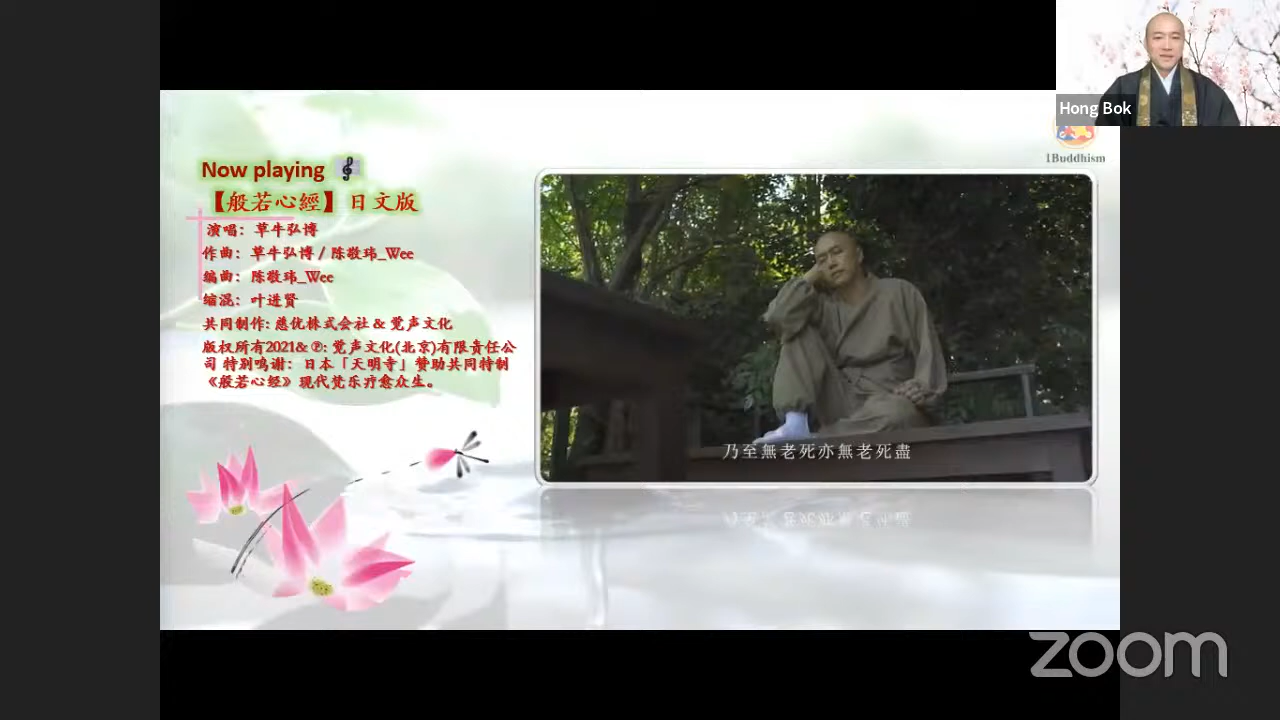 Hong Bok
1Buddhism
Now playing
【般若心經】日文版
演唱：草牛弘博
作曲：草牛弘博 / 陈敬玮_Wee
编曲：陈敬玮_Wee
缩混：叶进贤
共同制作: 慈优株式会社 & 觉声文化
版权所有2021& ℗: 觉声文化(北京)有限责任公
司 特别鸣谢：日本「天明寺」赞助共同特制
《般若心经》现代梵乐疗愈众生。
乃至無老死亦無老死盡
zoom